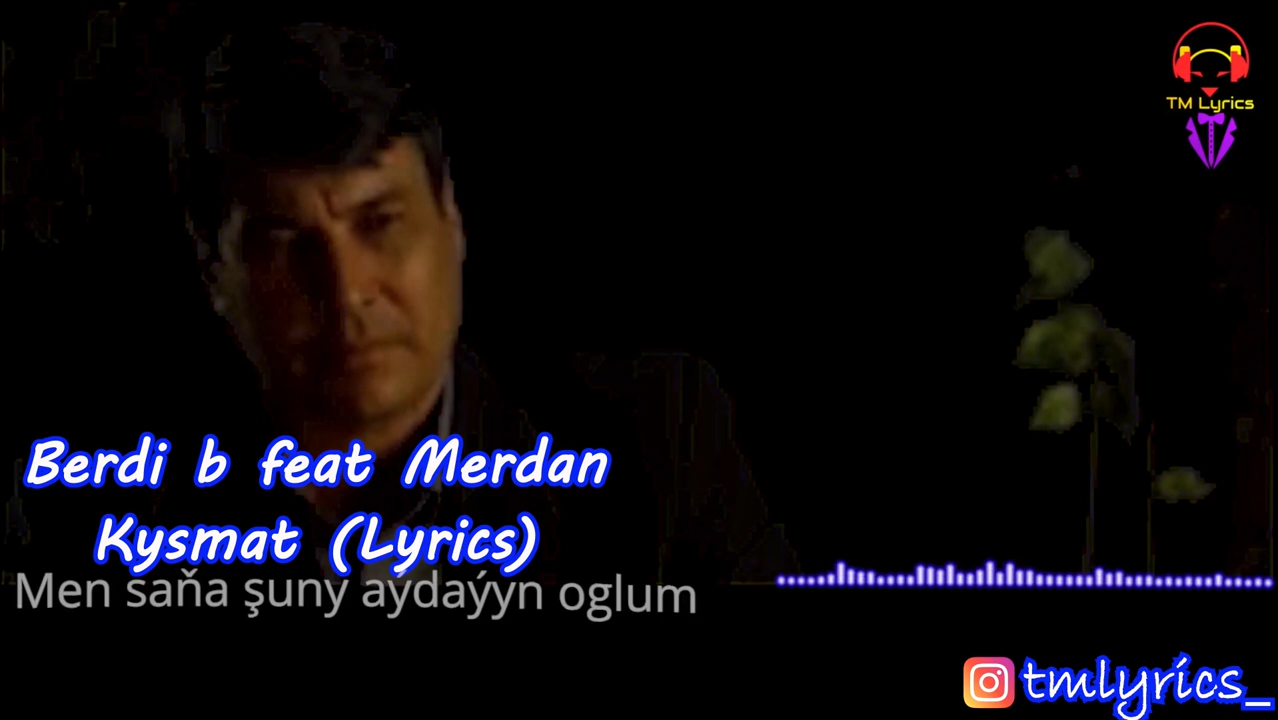 TM Lyrics
Berdi b feat Merdan
Kysmat (Lyrics)
Men saňa şuny aýdaýyn oglum
tmlyrics_